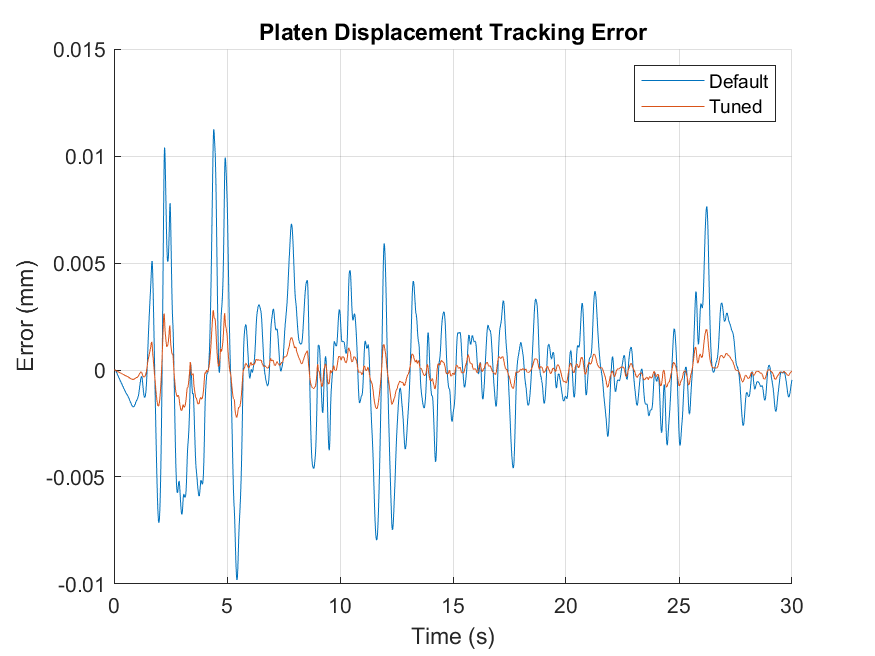 Platen Displacement Tracking Error
0.015
0.01
0.005
0
-0.005
-0.01
Error (mm)
Default
Tuned
0 5 10 15 20 25 30
Time (s)